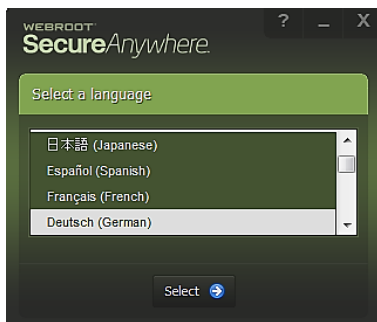 WEBROOT
SecureAnywhere.
? _ X
Select a language
日本語 (Japanese)
Español (Spanish)
Français (French)
Deutsch (German)
Select